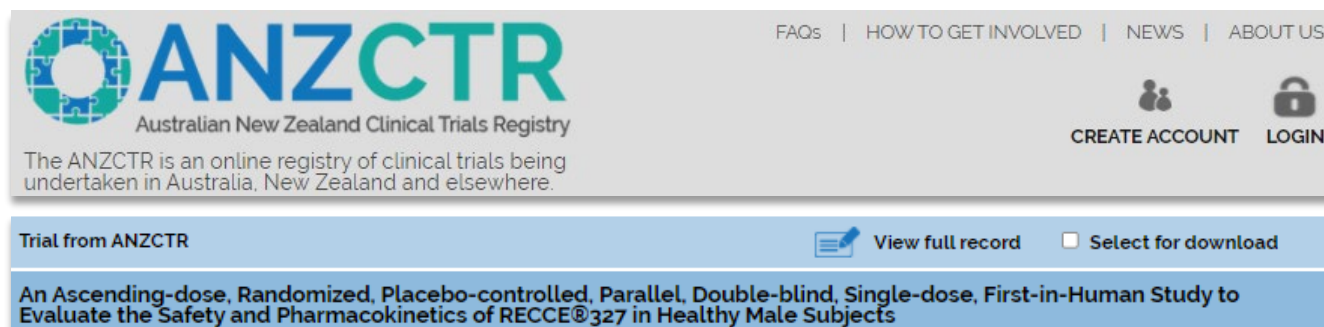 FAQs | HOW TO GET INVOLVED | NEWS | ABOUT US
ANZCTR
Australian New Zealand Clinical Trials Registry
CREATE ACCOUNT LOGIN
The ANZCTR is an online registry of clinical trials being
undertaken in Australia, New Zealand and elsewhere.
Trial from ANZCTR View full record Select for download
An Ascending-dose, Randomized, Placebo-controlled, Parallel, Double-blind, Single-dose, First-in-Human Study to
Evaluate the Safety and Pharmacokinetics of RECCE®327 in Healthy Male Subjects